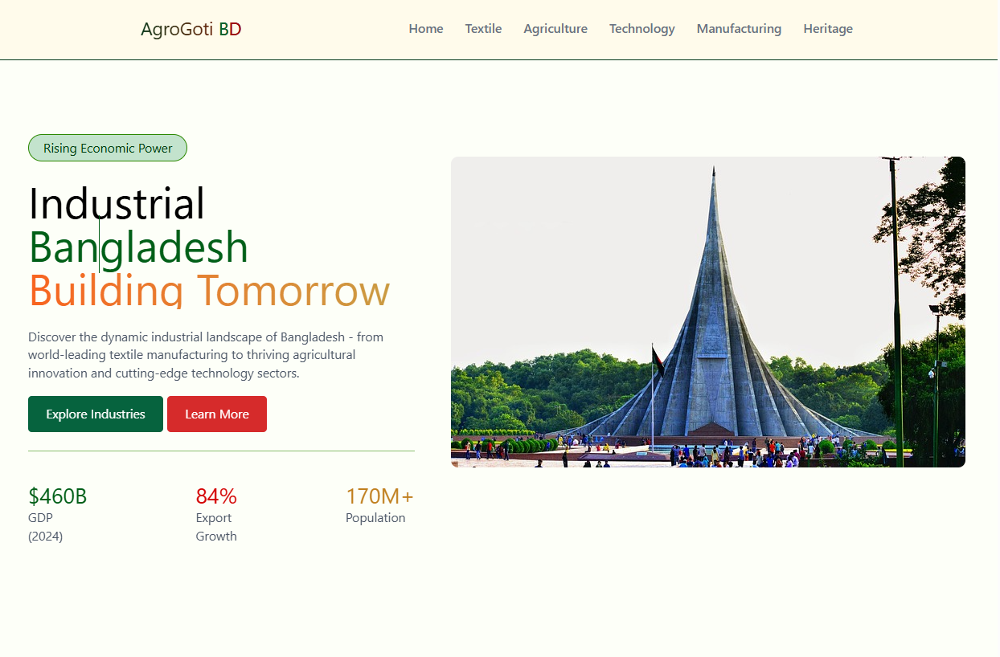 AgroGoti BD
Home Textile Agriculture Technology Manufacturing Heritage
Rising Economic Power
Industrial
Bangladesh
Building Tomorrow
Discover the dynamic industrial landscape of Bangladesh - from
world-leading textile manufacturing to thriving agricultural
innovation and cutting-edge technology sectors.
Explore Industries Learn More
$460B 84% 170M+
GDP Export Population
(2024) Growth